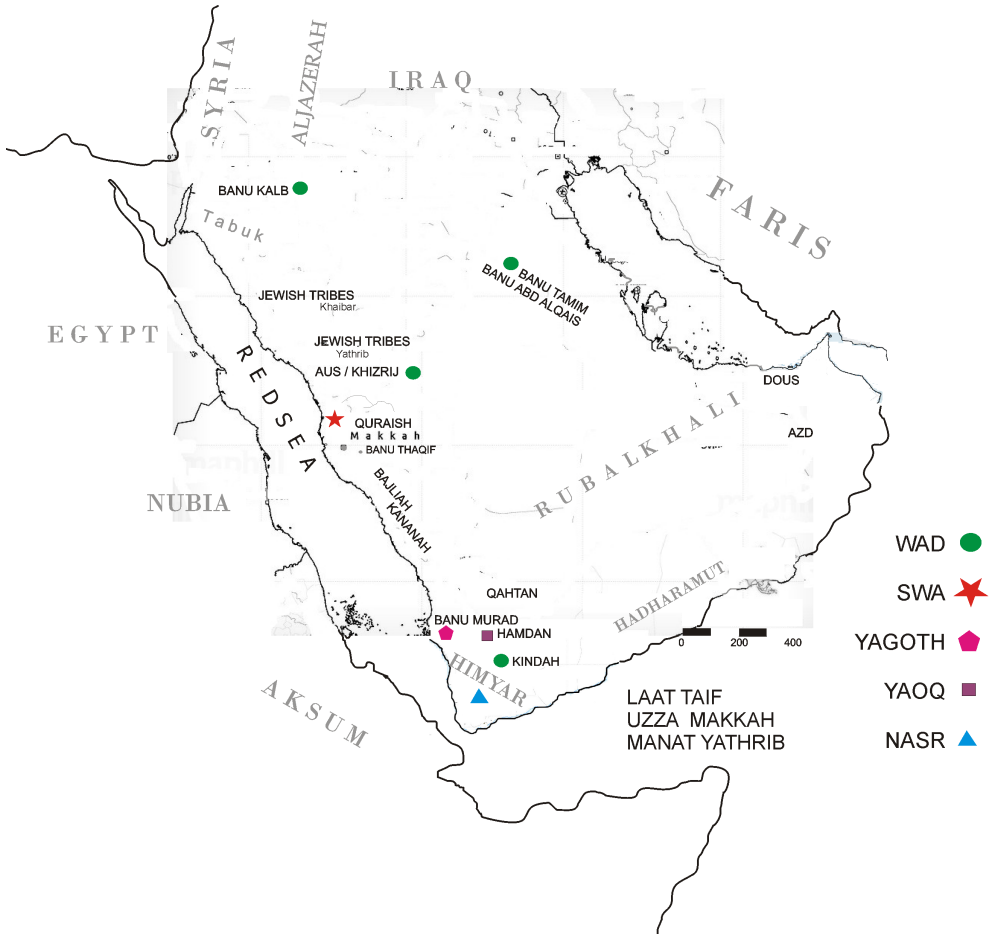 SYRIA
ALJAZERAH
IRAQ
FARIS
BANU KALB
Tabuk
BANU TAMIM
BANU ABD ALQAIS
JEWISH TRIBES
Khaibar
EGYPT
JEWISH TRIBES
Yathrib
AUS / KHIZRIJ
REDSEA
DOUS
QURAISH
Makkah
BANU THAQIF
AZD
RUBALKHALI
BAJLIAH
KANANAH
NUBIA
QAHTAN
HADHARAMUT
BANU MURAD
HAMDAN
KINDAH
HIMYAR
AKSUM
0 200 400
LAAT TAIF
UZZA MAKKAH
MANAT YATHRIB
WAD
SWA
YAGOTH
YAOQ
NASR